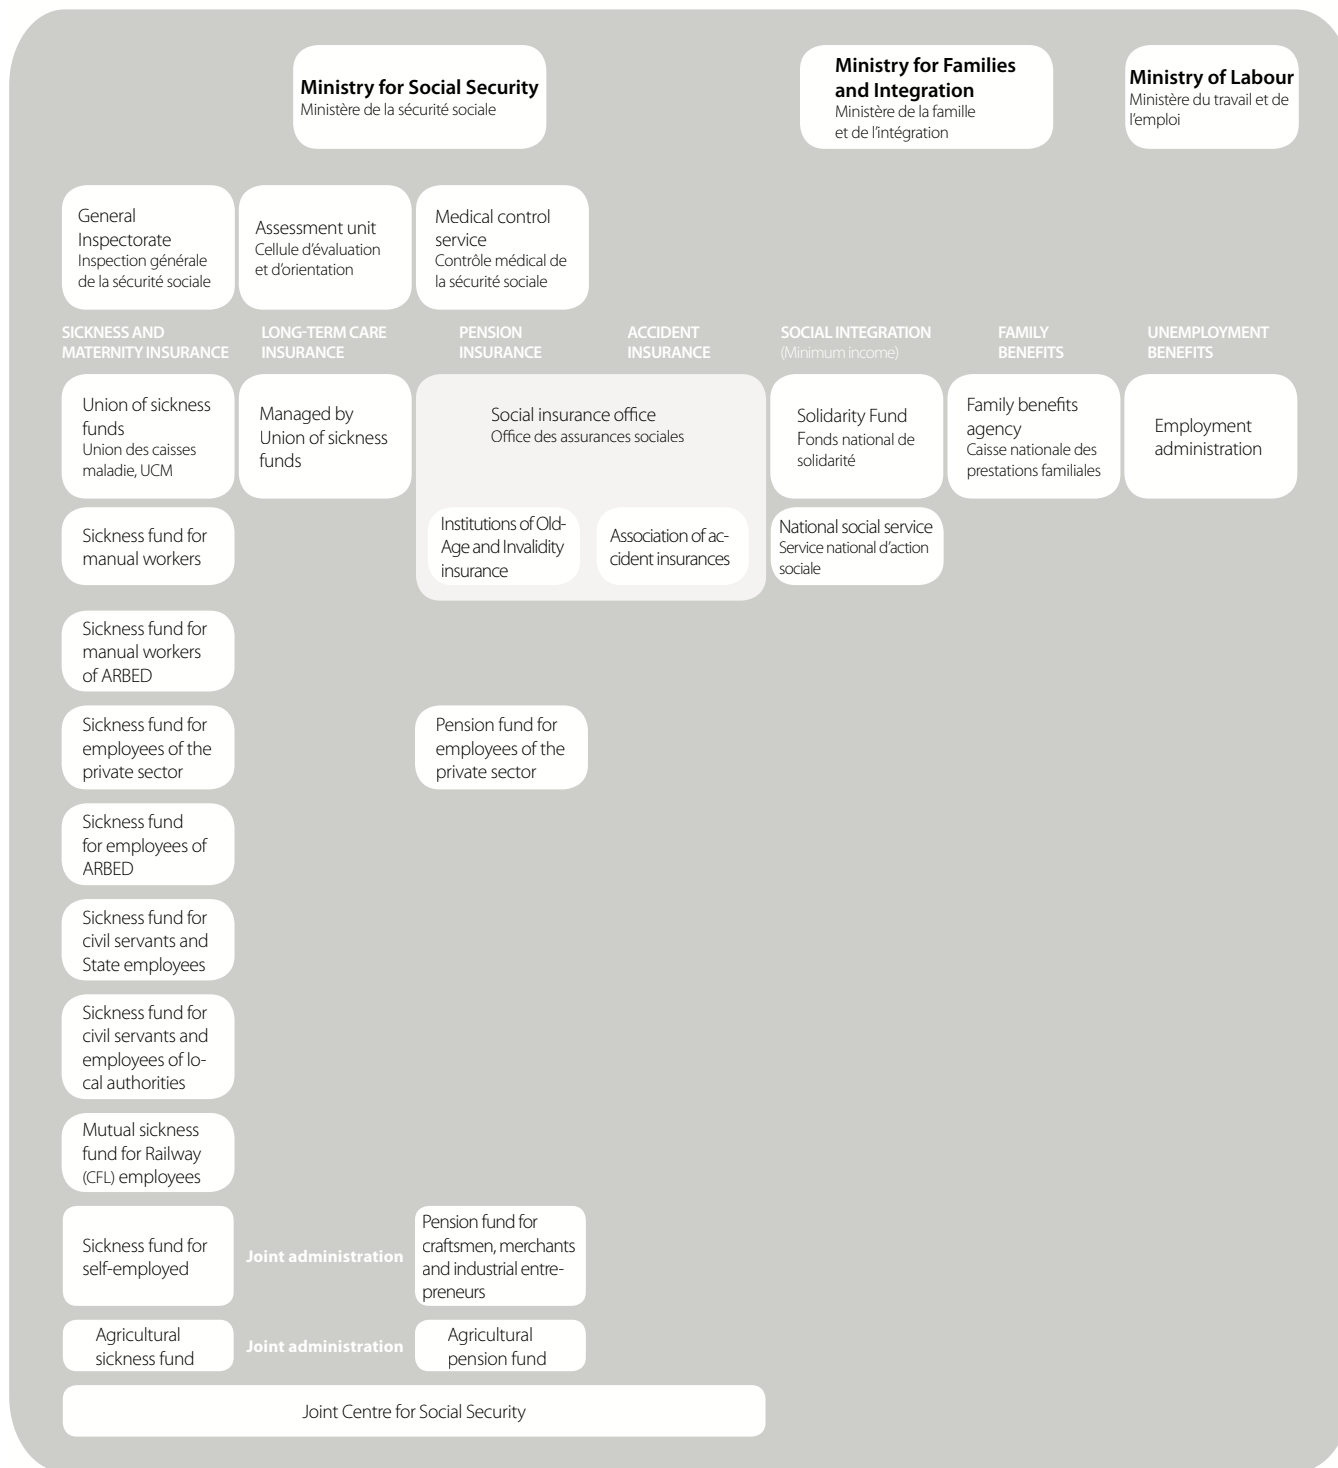 Ministry for Social Security
Ministère de la sécurité sociale
Ministry for Families
and Integration
Ministère de la famille
et de l'intégration
Ministry of Labour
Ministère du travail et de
l'emploi
General
Inspectorate
Inspection générale
de la sécurité sociale
Assessment unit
Cellule d'évaluation
et d'orientation
Medical control
service
Contrôle médical de
la sécurité sociale
SICKNESS AND
MATERNITY INSURANCE
LONG-TERM CARE
INSURANCE
PENSION
INSURANCE
ACCIDENT
INSURANCE
SOCIAL INTEGRATION
(Minimum income)
FAMILY
BENEFITS
UNEMPLOYMENT
BENEFITS
Union of sickness
funds
Union des caisses
maladie, UCM
Managed by
Union of sickness
funds
Social insurance office
Office des assurances sociales
Solidarity Fund
Fonds national de
solidarité
Family benefits
agency
Caisse nationale des
prestations familiales
Employment
administration
Sickness fund for
manual workers
Institutions of Old-
Age and Invalidity
insurance
Association of ac-
cident insurances
National social service
Service national d'action
sociale
Sickness fund for
manual workers
of ARBED
Sickness fund for
employees of the
private sector
Pension fund for
employees of the
private sector
Sickness fund
for employees of
ARBED
Sickness fund for
civil servants and
State employees
Sickness fund for
civil servants and
employees of lo-
cal authorities
Mutual sickness
fund for Railway
(CFL) employees
Sickness fund for
self-employed
Joint administration
Pension fund for
craftsmen, merchants
and industrial entre-
preneurs
Agricultural
sickness fund
Joint administration
Agricultural
pension fund
Joint Centre for Social Security